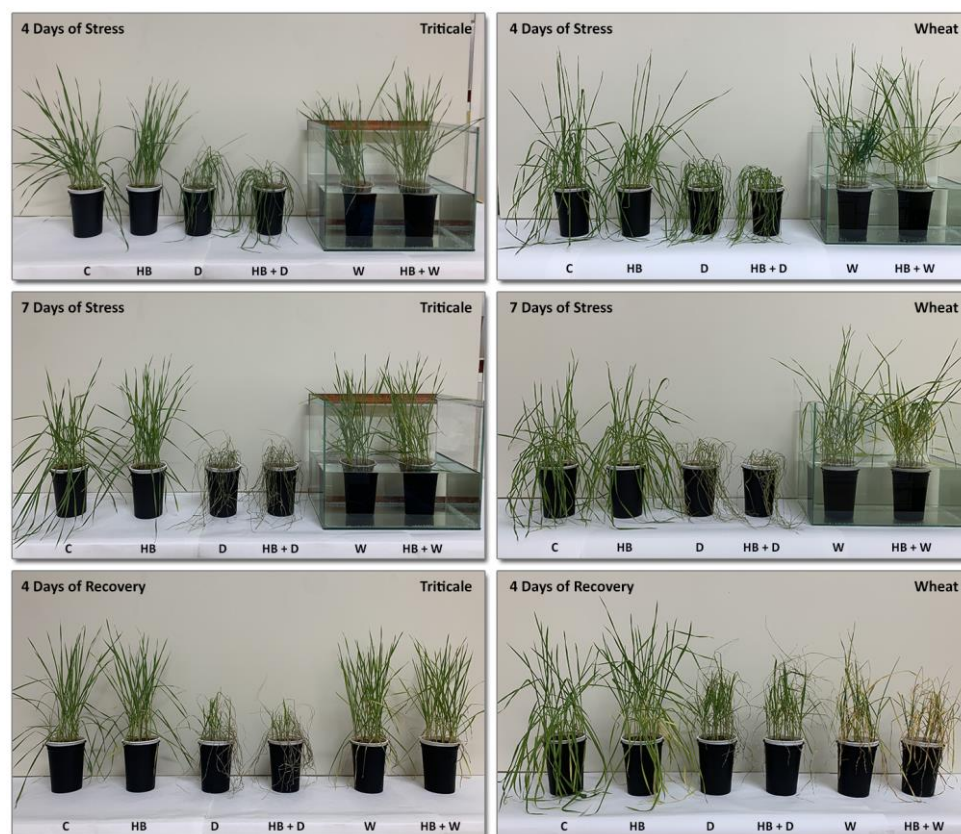 4 Days of Stress Triticale
C HB D HB + D W HB + W
4 Days of Stress Wheat
C HB D HB + D W HB + W
7 Days of Stress Triticale
C HB D HB + D W HB + W
7 Days of Stress Wheat
C HB D HB + D W HB + W
4 Days of Recovery Triticale
C HB D HB + D W HB + W
4 Days of Recovery Wheat
C HB D HB + D W HB + W